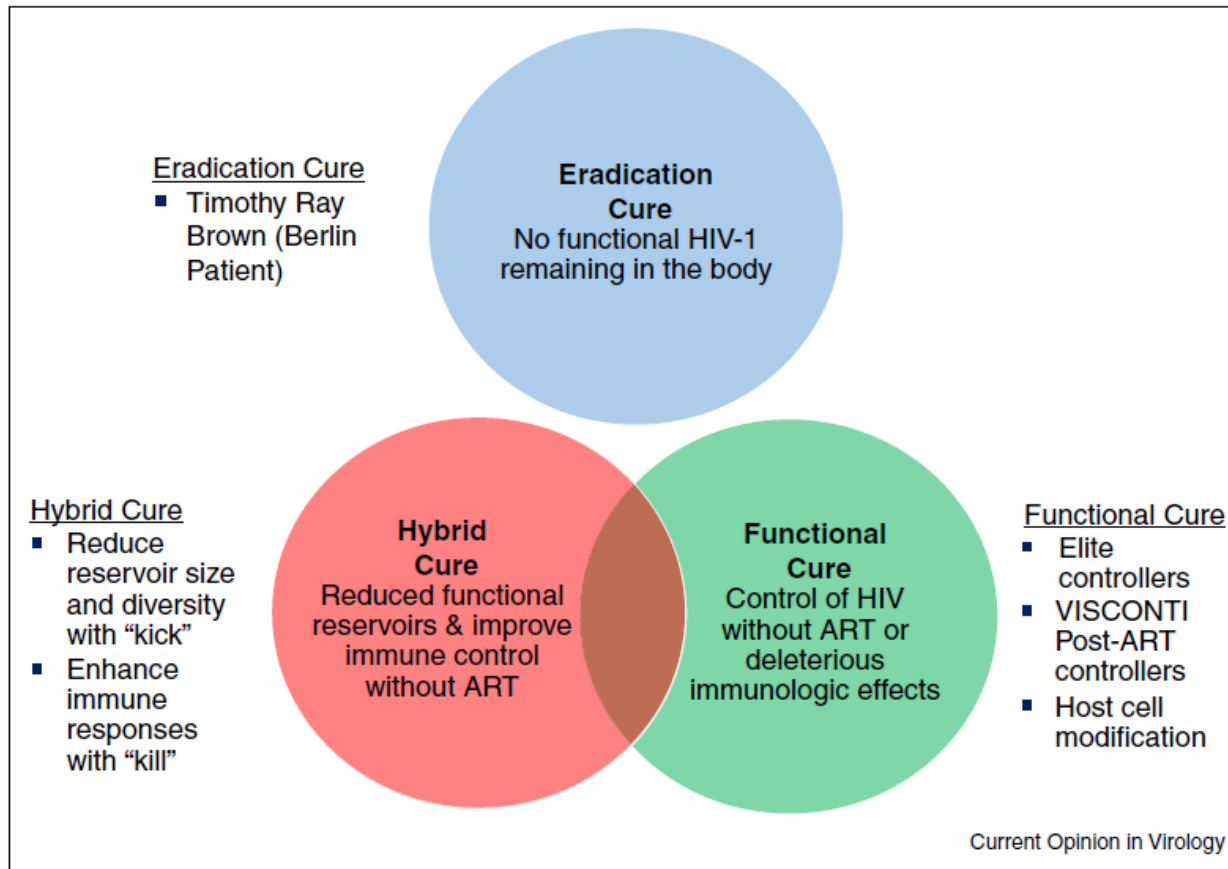 Eradication Cure
▪ Timothy Ray
Brown (Berlin
Patient)
Eradication
Cure
No functional HIV-1
remaining in the body
Hybrid Cure
▪ Reduce
reservoir size
and diversity
with “kick”
▪ Enhance
immune
responses
with “kill”
Hybrid
Cure
Reduced functional
reservoirs & improve
immune control
without ART
Functional
Cure
Control of HIV
without ART or
deleterious
immunologic effects
Functional Cure
▪ Elite
controllers
▪ VISCONTI
Post-ART
controllers
▪ Host cell
modification
Current Opinion in Virology